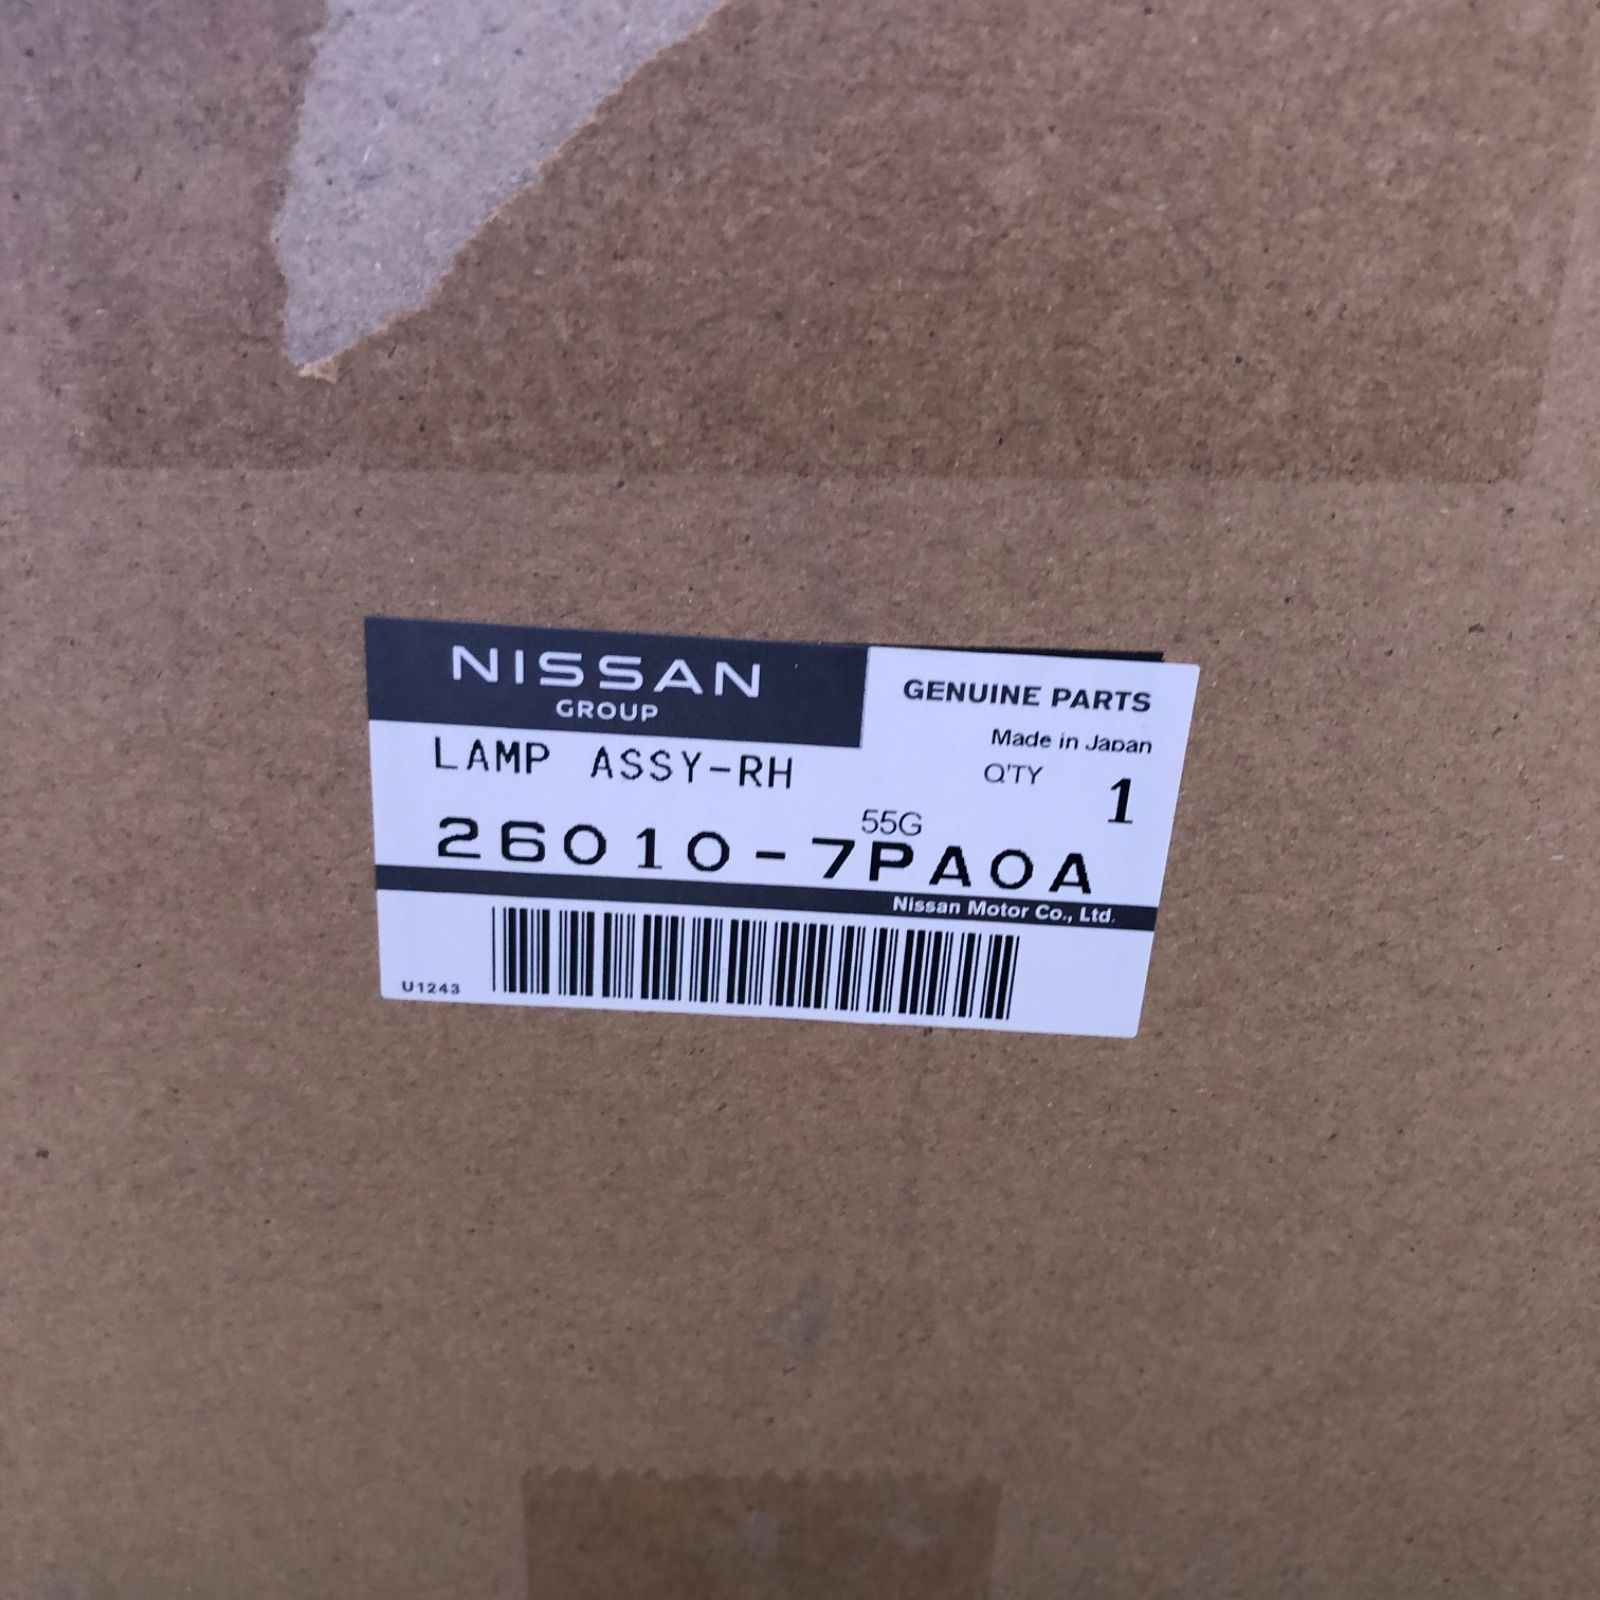 NISSAN
GROUP
GENUINE PARTS
Made in Japan
LAMP ASSY-RH
Q'TY 1
55G
26010-7PA0A
Nissan Motor Co., Ltd.
U1243